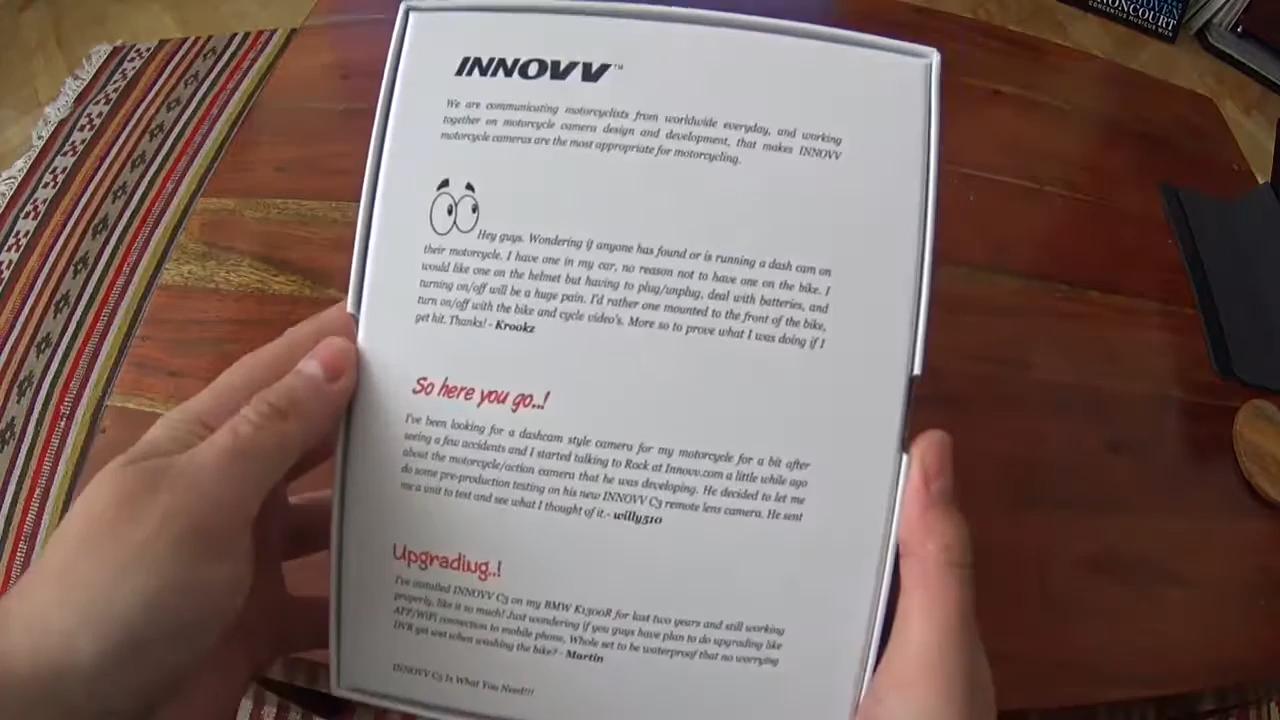 INNOVV™
We are communicating motorcyclists from worldwide everyday, and working
together on motorcycle camera design and development, that makes INNOVV
motorcycle cameras are the most appropriate for motorcycling.
Hey guys. Wondering if anyone has found or is running a dash cam on
their motorcycle. I have one in my car, no reason not to have one on the bike. I
would like one on the helmet but having to plug/unplug, deal with batteries, and
turning on/off will be a huge pain. I'd rather one mounted to the front of the bike,
turn on/off with the bike and cycle video's. More so to prove what I was doing if I
get hit. Thanks! - Krookz
So here you go..!
I've been looking for a dashcam style camera for my motorcycle for a bit after
seeing a few accidents and I started talking to Rock at Innovv.com a little while ago
about the motorcycle/action camera that he was developing. He decided to let me
do some pre-production testing on his new INNOVV C3 remote lens camera. He sent
me a unit to test and see what I thought of it.- willy510
Upgrading..!
I've installed INNOVV C3 on my BMW K1300R for last two years and still working
properly, like it so much! Just wondering if you guys have plan to do upgrading like
APP/WiFi connection to mobile phone, Whole set to be waterproof that no worrying
DVR get wet when washing the bike? - Martin
INNOVV C5 Is What You Need!!!
ONCOURT
CONCENTUS MUSICUS WIEN